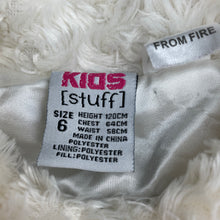 FROM FIRE
KIDS
[stuff]
SIZE 6
HEIGHT 120CM
CHEST 64CM
WAIST 58CM
MADE IN CHINA
POLYESTER
LINING: POLYESTER
FILL: POLYESTER